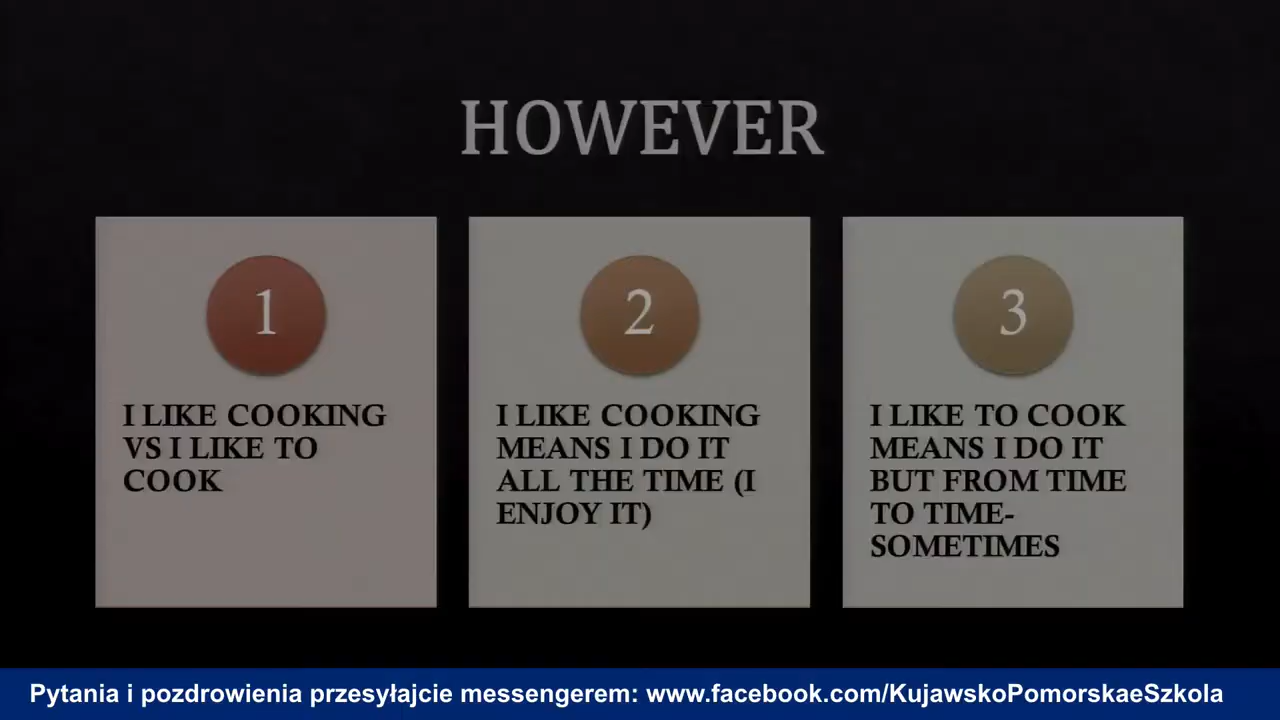 HOWEVER
1
I LIKE COOKING
VS I LIKE TO
COOK
2
I LIKE COOKING
MEANS I DO IT
ALL THE TIME (I
ENJOY IT)
3
I LIKE TO COOK
MEANS I DO IT
BUT FROM TIME
TO TIME-
SOMETIMES
Pytania i pozdrowienia przesyłajcie messengerem: www.facebook.com/KujawskoPomorskaeSzkola